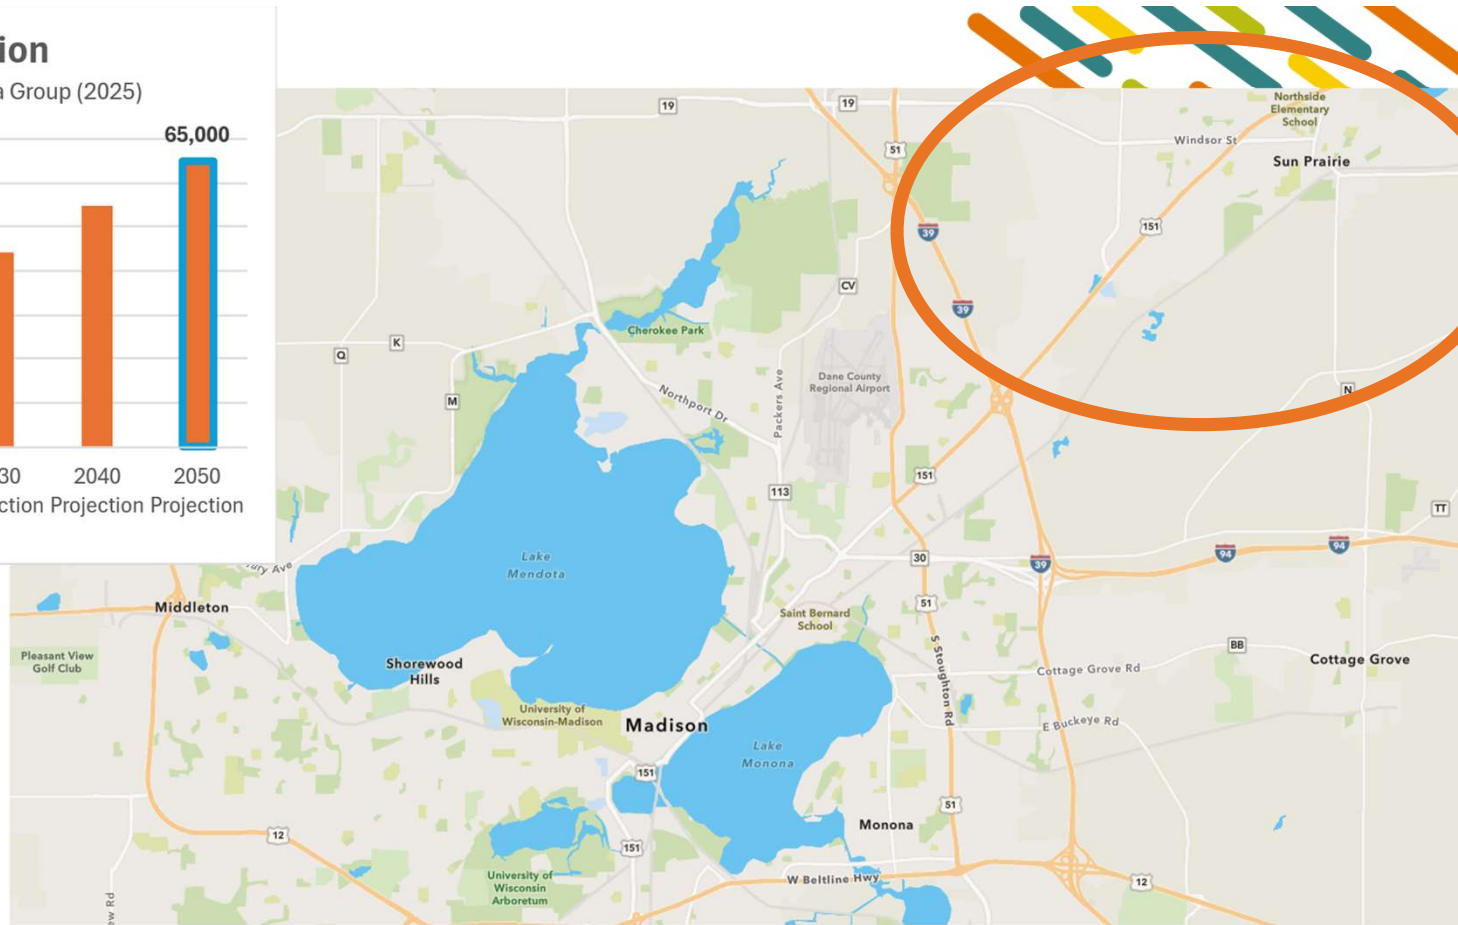 ion
a Group (2025)
65,000
30
2040
2050
ction Projection Projection
19
19
51
Northside
Elementary
School
Windsor St
Sun Prairie
39
151
39
CV
Cherokee Park
K
Q
Dane County
Regional Airport
M
Northport Dr
Packers Ave
N
151
113
TT
Lake
Mendota
30
39
94
94
ury Ave
Middleton
51
Saint Bernard
School
Pleasant View
Golf Club
Shorewood
Hills
S Stoughton Rd
BB
Cottage Grove Rd
Cottage Grove
University of
Wisconsin-Madison
Madison
E Buckeye Rd
Lake
Monona
151
51
Monona
12
151
University of
Wisconsin
Arboretum
W Beltline Hwy
12
ew Rd